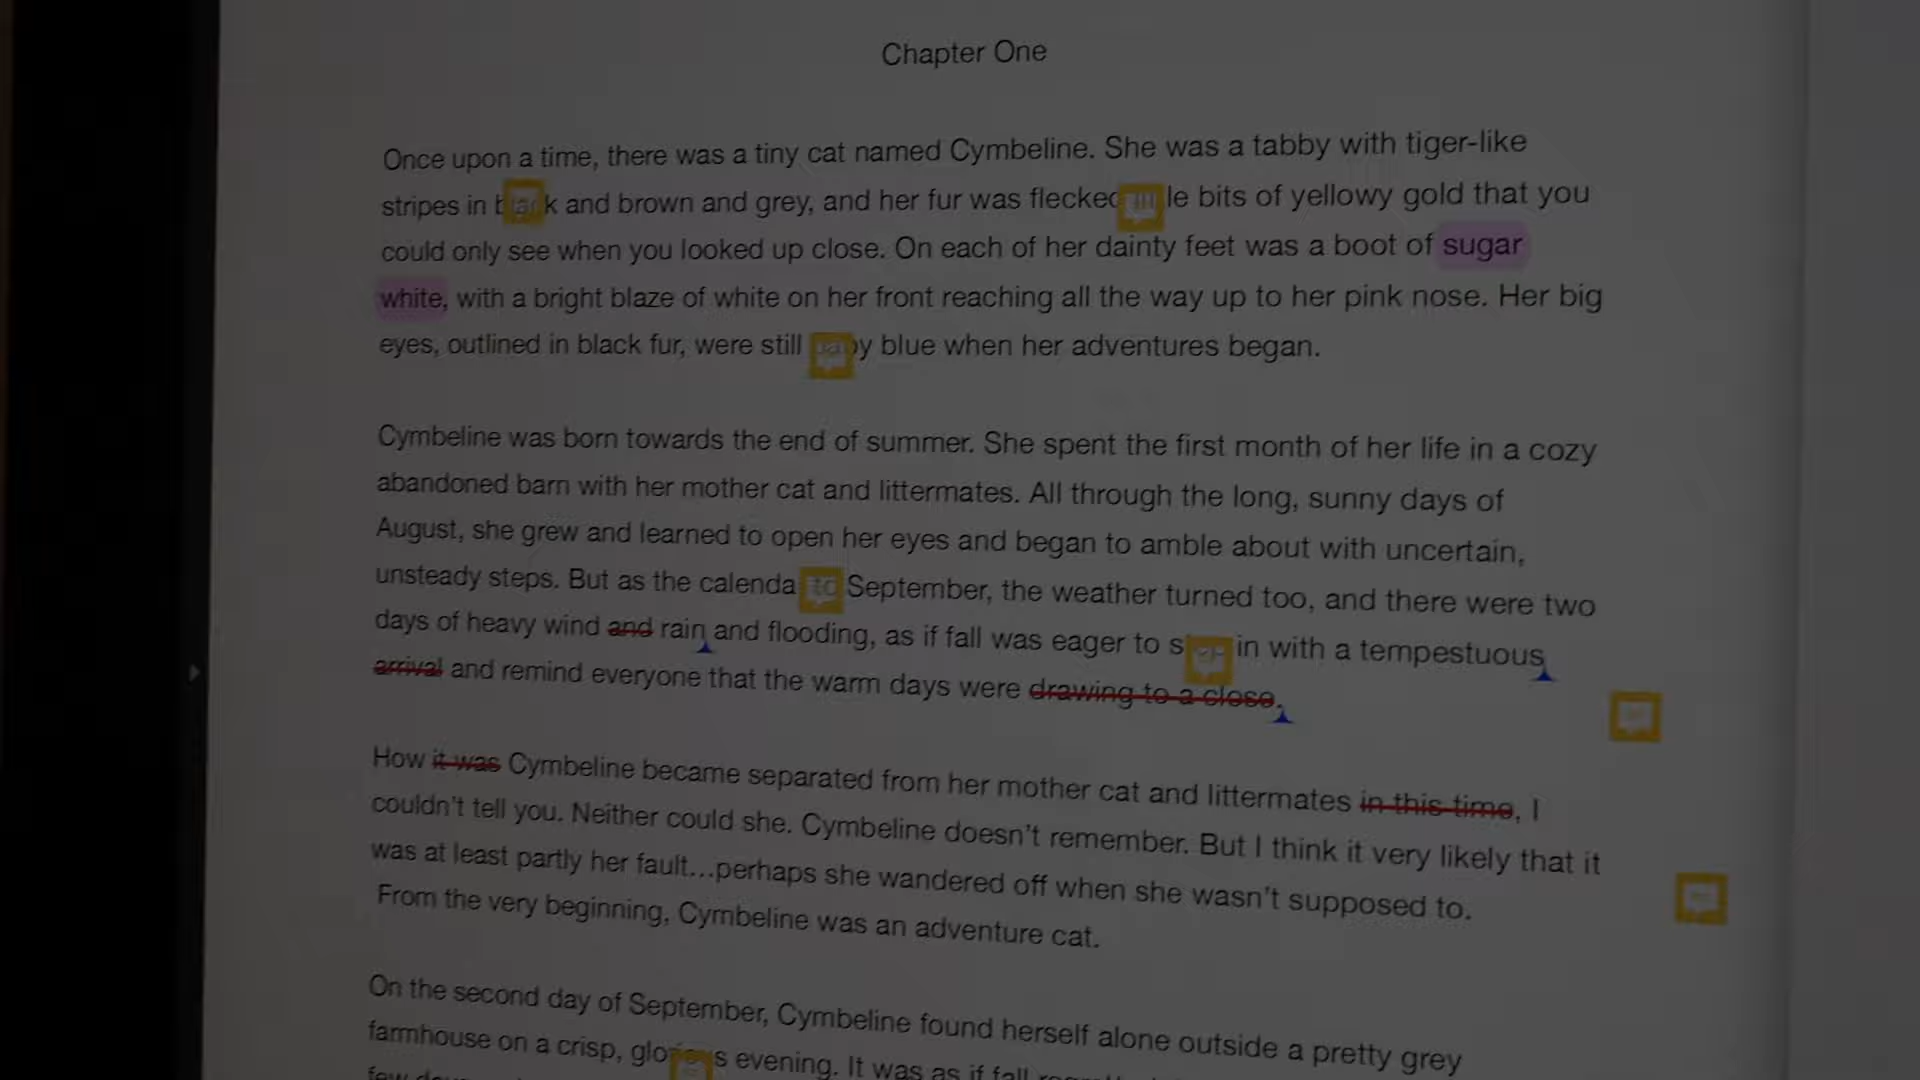 Chapter One
Once upon a time, there was a tiny cat named Cymbeline. She was a tabby with tiger-like
stripes in black and brown and grey, and her fur was flecked le bits of yellowy gold that you
could only see when you looked up close. On each of her dainty feet was a boot of sugar
white, with a bright blaze of white on her front reaching all the way up to her pink nose. Her big
eyes, outlined in black fur, were still baby blue when her adventures began.
Cymbeline was born towards the end of summer. She spent the first month of her life in a cozy
abandoned barn with her mother cat and littermates. All through the long, sunny days of
August, she grew and learned to open her eyes and began to amble about with uncertain,
unsteady steps. But as the calenda to September, the weather turned too, and there were two
days of heavy wind and rain and flooding, as if fall was eager to step in with a tempestuous
arrival and remind everyone that the warm days were drawing to a close.
How it was Cymbeline became separated from her mother cat and littermates in this time, I
couldn't tell you. Neither could she. Cymbeline doesn't remember. But I think it very likely that it
was at least partly her fault...perhaps she wandered off when she wasn't supposed to.
From the very beginning, Cymbeline was an adventure cat.
On the second day of September, Cymbeline found herself alone outside a pretty grey
farmhouse on a crisp, glorious evening. It was as if fall
few